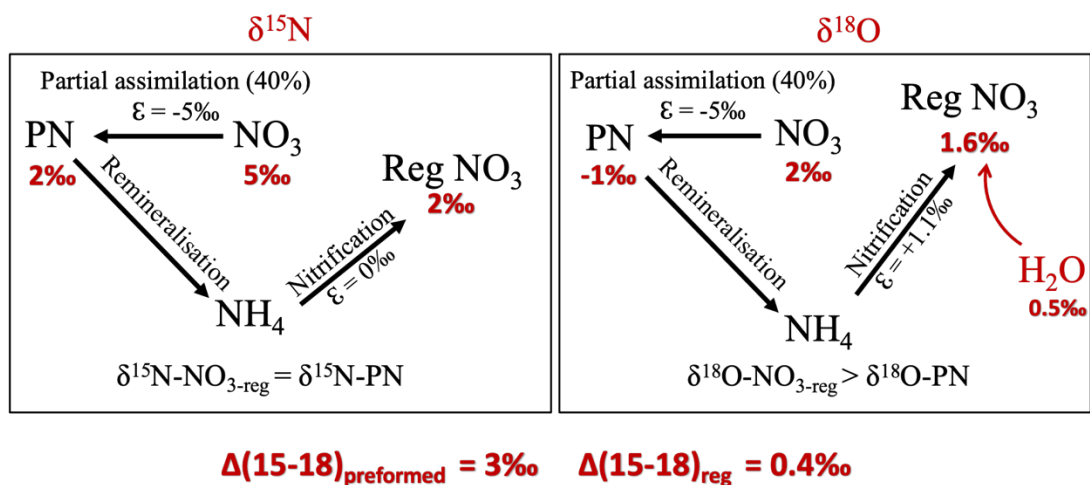 δ¹⁵N
Partial assimilation (40%)
Ɛ = -5‰
PN
NO₃
2‰
5‰
Remineralisation
Reg NO₃
2‰
Nitrification
Ɛ = 0‰
NH₄
δ¹⁵N-NO₃₋reg = δ¹⁵N-PN
δ¹⁸O
Partial assimilation (40%)
Ɛ = -5‰
PN
NO₃
-1‰
2‰
Remineralisation
Reg NO₃
1.6‰
Nitrification
Ɛ = +1.1‰
H₂O
0.5‰
NH₄
δ¹⁸O-NO₃₋reg > δ¹⁸O-PN
Δ(15-18)preformed = 3‰ Δ(15-18)reg = 0.4‰